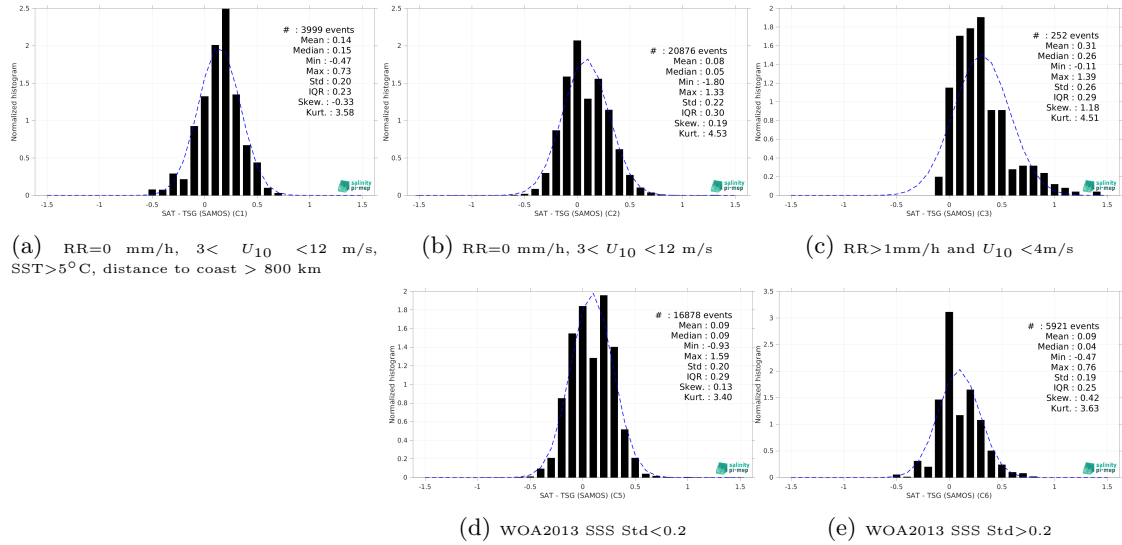 2.5
2
1.5
1
0.5
0
Normalized histogram
# : 3999 events
Mean : 0.14
Median : 0.15
Min : -0.47
Max : 0.73
Std : 0.20
IQR : 0.23
Skew. : -0.33
Kurt. : 3.58
salinity
pi-mep
-1.5 -1 -0.5 0 0.5 1 1.5
SAT - TSG (SAMOS) (C1)
(a) RR=0 mm/h, 3< U10 <12 m/s,
SST>5°C, distance to coast > 800 km
2.5
2
1.5
1
0.5
0
Normalized histogram
# : 20876 events
Mean : 0.08
Median : 0.05
Min : -1.80
Max : 1.33
Std : 0.22
IQR : 0.30
Skew. : 0.19
Kurt. : 4.53
salinity
pi-mep
-1.5 -1 -0.5 0 0.5 1 1.5
SAT - TSG (SAMOS) (C2)
(b) RR=0 mm/h, 3< U10 <12 m/s
2
1.8
1.6
1.4
1.2
1
0.8
0.6
0.4
0.2
0
Normalized histogram
# : 252 events
Mean : 0.31
Median : 0.26
Min : -0.11
Max : 1.39
Std : 0.26
IQR : 0.29
Skew. : 1.18
Kurt. : 4.51
salinity
pi-mep
-1.5 -1 -0.5 0 0.5 1 1.5
SAT - TSG (SAMOS) (C3)
(c) RR>1mm/h and U10 <4m/s
2
1.8
1.6
1.4
1.2
1
0.8
0.6
0.4
0.2
0
Normalized histogram
# : 16878 events
Mean : 0.09
Median : 0.09
Min : -0.93
Max : 1.59
Std : 0.20
IQR : 0.29
Skew. : 0.13
Kurt. : 3.40
salinity
pi-mep
-1.5 -1 -0.5 0 0.5 1 1.5
SAT - TSG (SAMOS) (C5)
(d) WOA2013 SSS Std<0.2
3.5
3
2.5
2
1.5
1
0.5
0
Normalized histogram
# : 5921 events
Mean : 0.09
Median : 0.04
Min : -0.47
Max : 0.76
Std : 0.19
IQR : 0.25
Skew. : 0.42
Kurt. : 3.63
salinity
pi-mep
-1.5 -1 -0.5 0 0.5 1 1.5
SAT - TSG (SAMOS) (C6)
(e) WOA2013 SSS Std>0.2